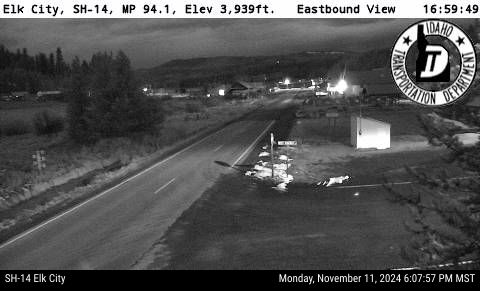 Elk City, SH-14, MP 94.1, Elev 3,939ft. Eastbound View 16:59:49
IDAHO
TRANSPORTATION DEPARTMENT
SH-14 Elk City Monday, November 11, 2024 6:07:57 PM MST